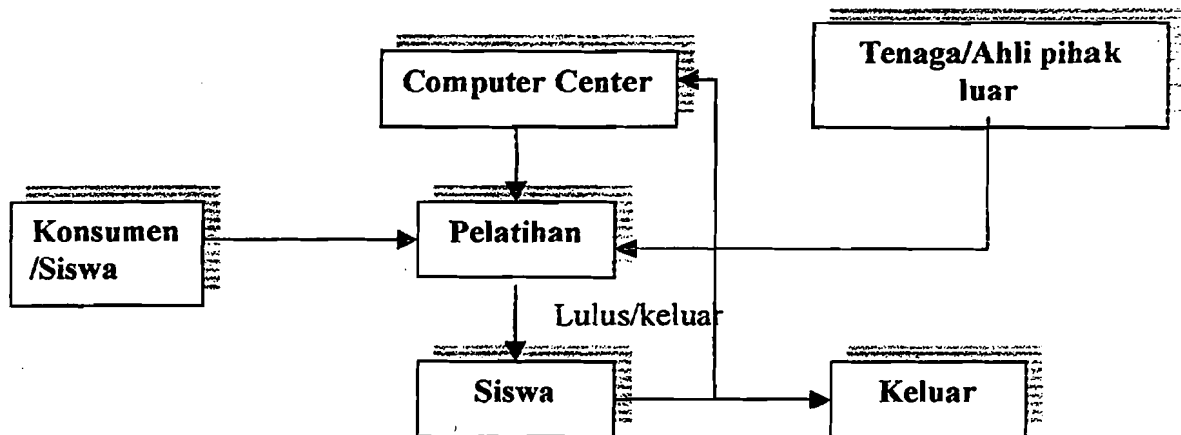 Tenaga/Ahli pihak
luar
Computer Center
Konsumen
/Siswa
Pelatihan
Lulus/keluar
Siswa
Keluar